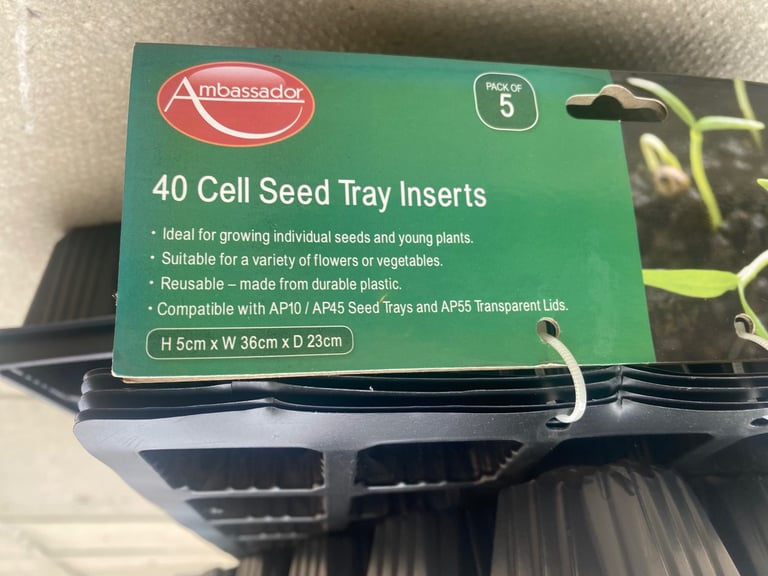 Ambassador
PACK OF
5
40 Cell Seed Tray Inserts
• Ideal for growing individual seeds and young plants.
• Suitable for a variety of flowers or vegetables.
• Reusable – made from durable plastic.
• Compatible with AP10 / AP45 Seed Trays and AP55 Transparent Lids.
H 5cm x W 36cm x D 23cm